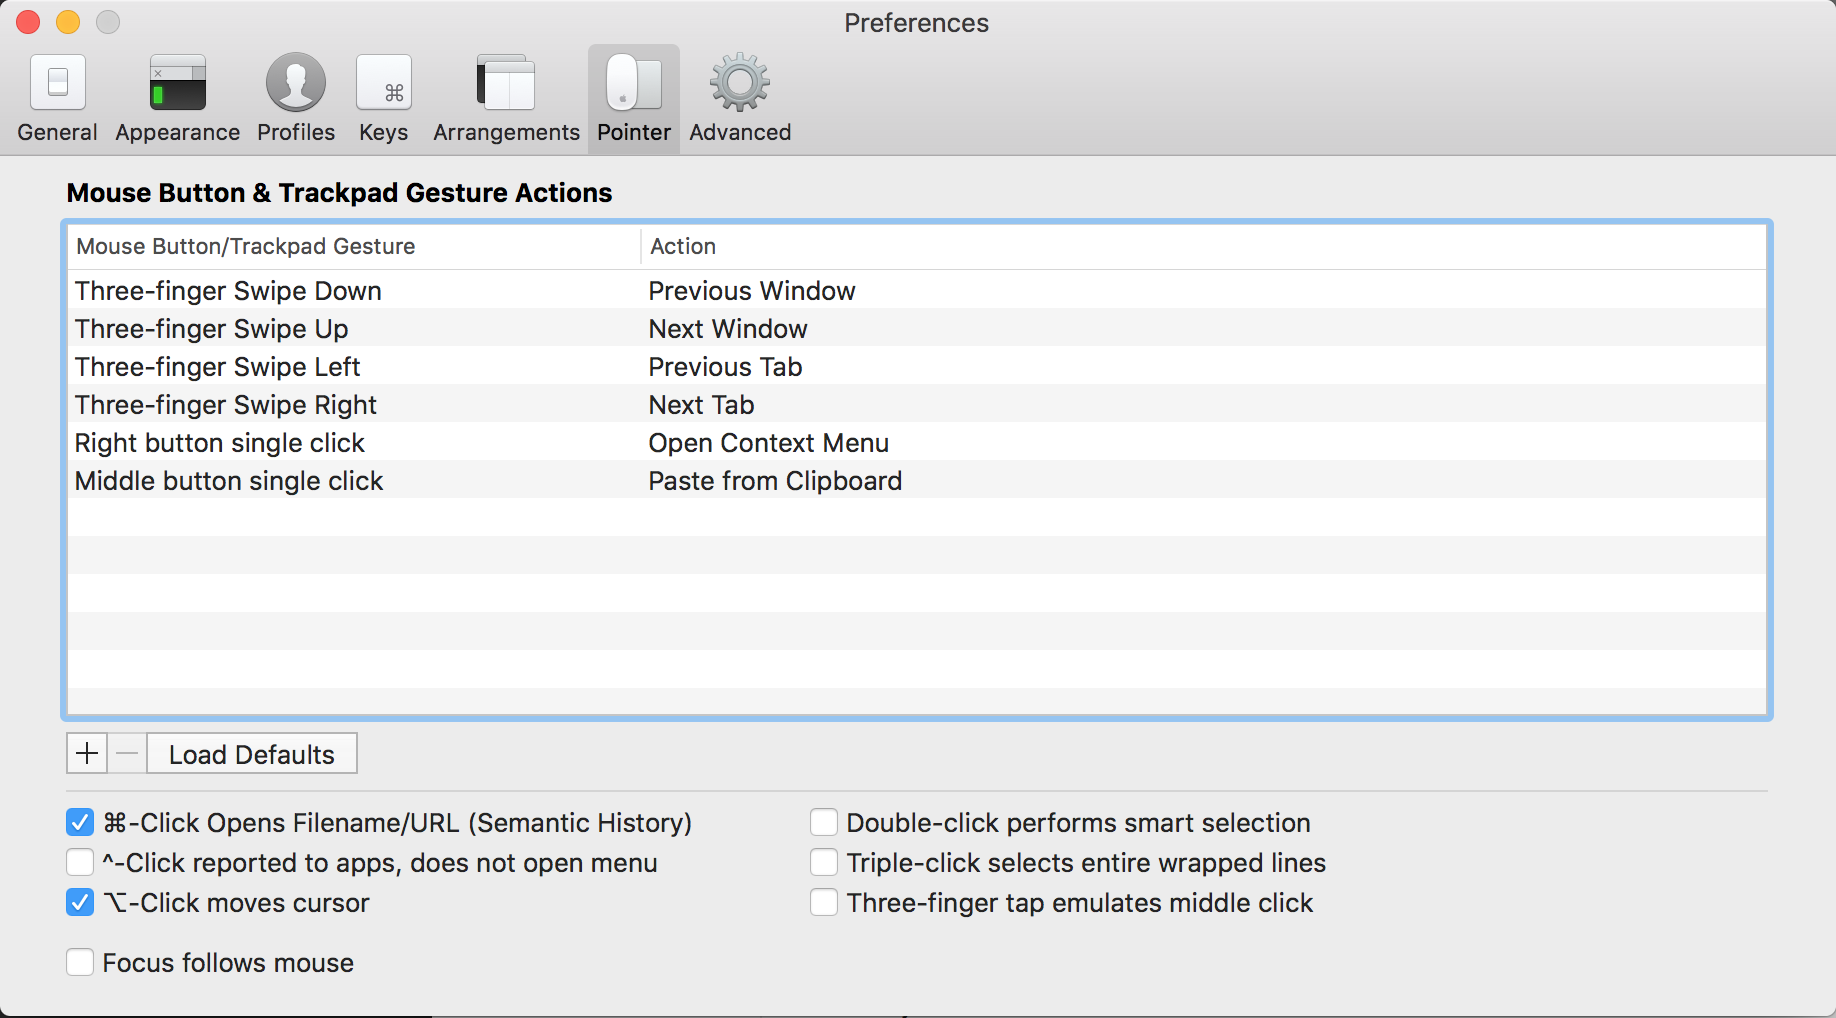 Preferences
General Appearance Profiles Keys Arrangements Pointer Advanced
Mouse Button & Trackpad Gesture Actions
Mouse Button/Trackpad Gesture Action
Three-finger Swipe Down Previous Window
Three-finger Swipe Up Next Window
Three-finger Swipe Left Previous Tab
Three-finger Swipe Right Next Tab
Right button single click Open Context Menu
Middle button single click Paste from Clipboard
+ — Load Defaults
⌘-Click Opens Filename/URL (Semantic History) Double-click performs smart selection
^-Click reported to apps, does not open menu Triple-click selects entire wrapped lines
⌥-Click moves cursor Three-finger tap emulates middle click
Focus follows mouse